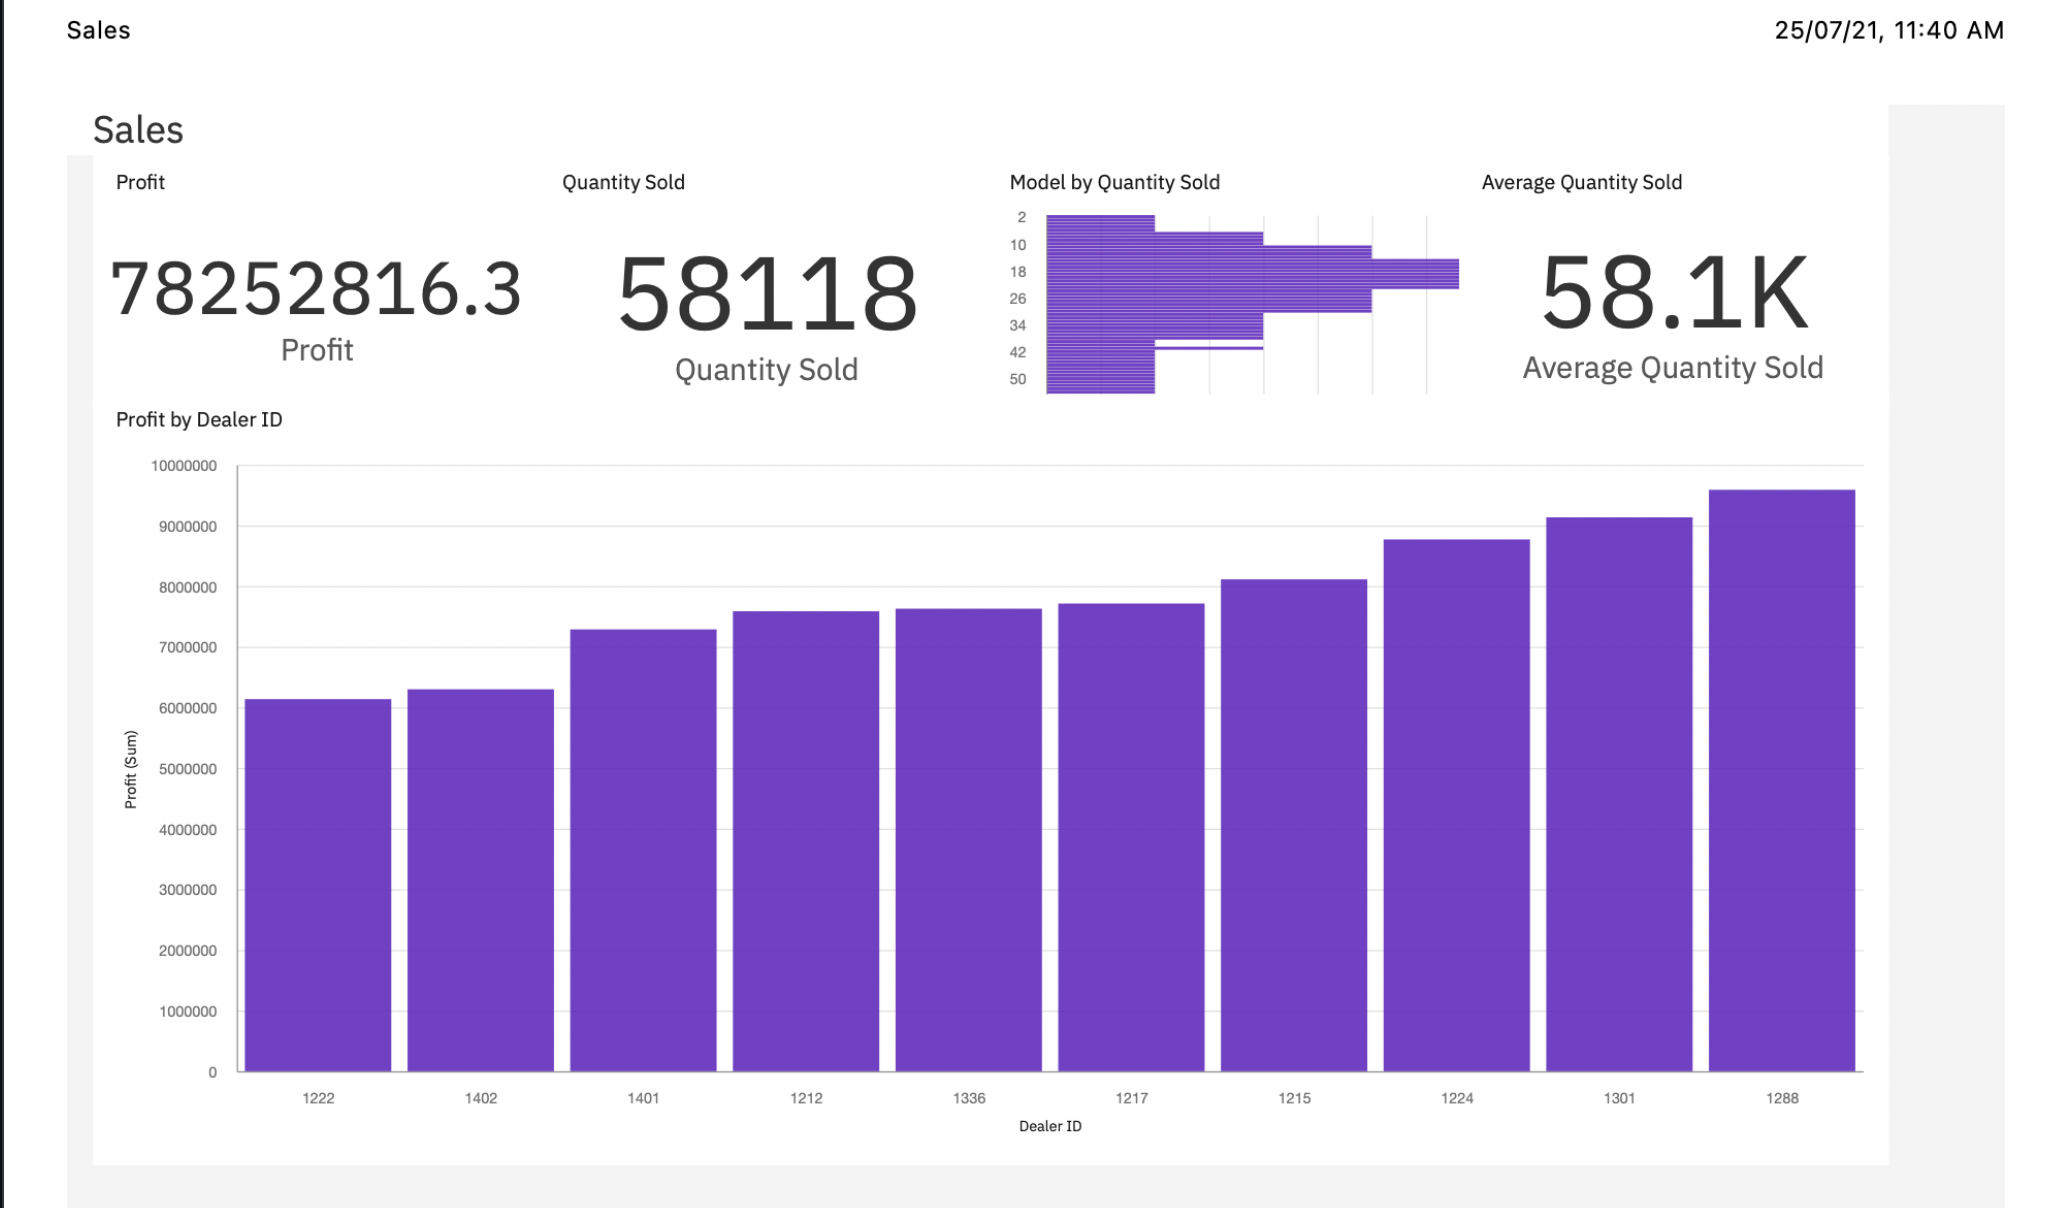 Sales
25/07/21, 11:40 AM
Sales
Profit
Quantity Sold
Model by Quantity Sold
Average Quantity Sold
78252816.3
Profit
58118
Quantity Sold
2
10
18
26
34
42
50
58.1K
Average Quantity Sold
Profit by Dealer ID
10000000
9000000
8000000
7000000
6000000
5000000
4000000
3000000
2000000
1000000
0
Profit (Sum)
1222
1402
1401
1212
1336
1217
1215
1224
1301
1288
Dealer ID